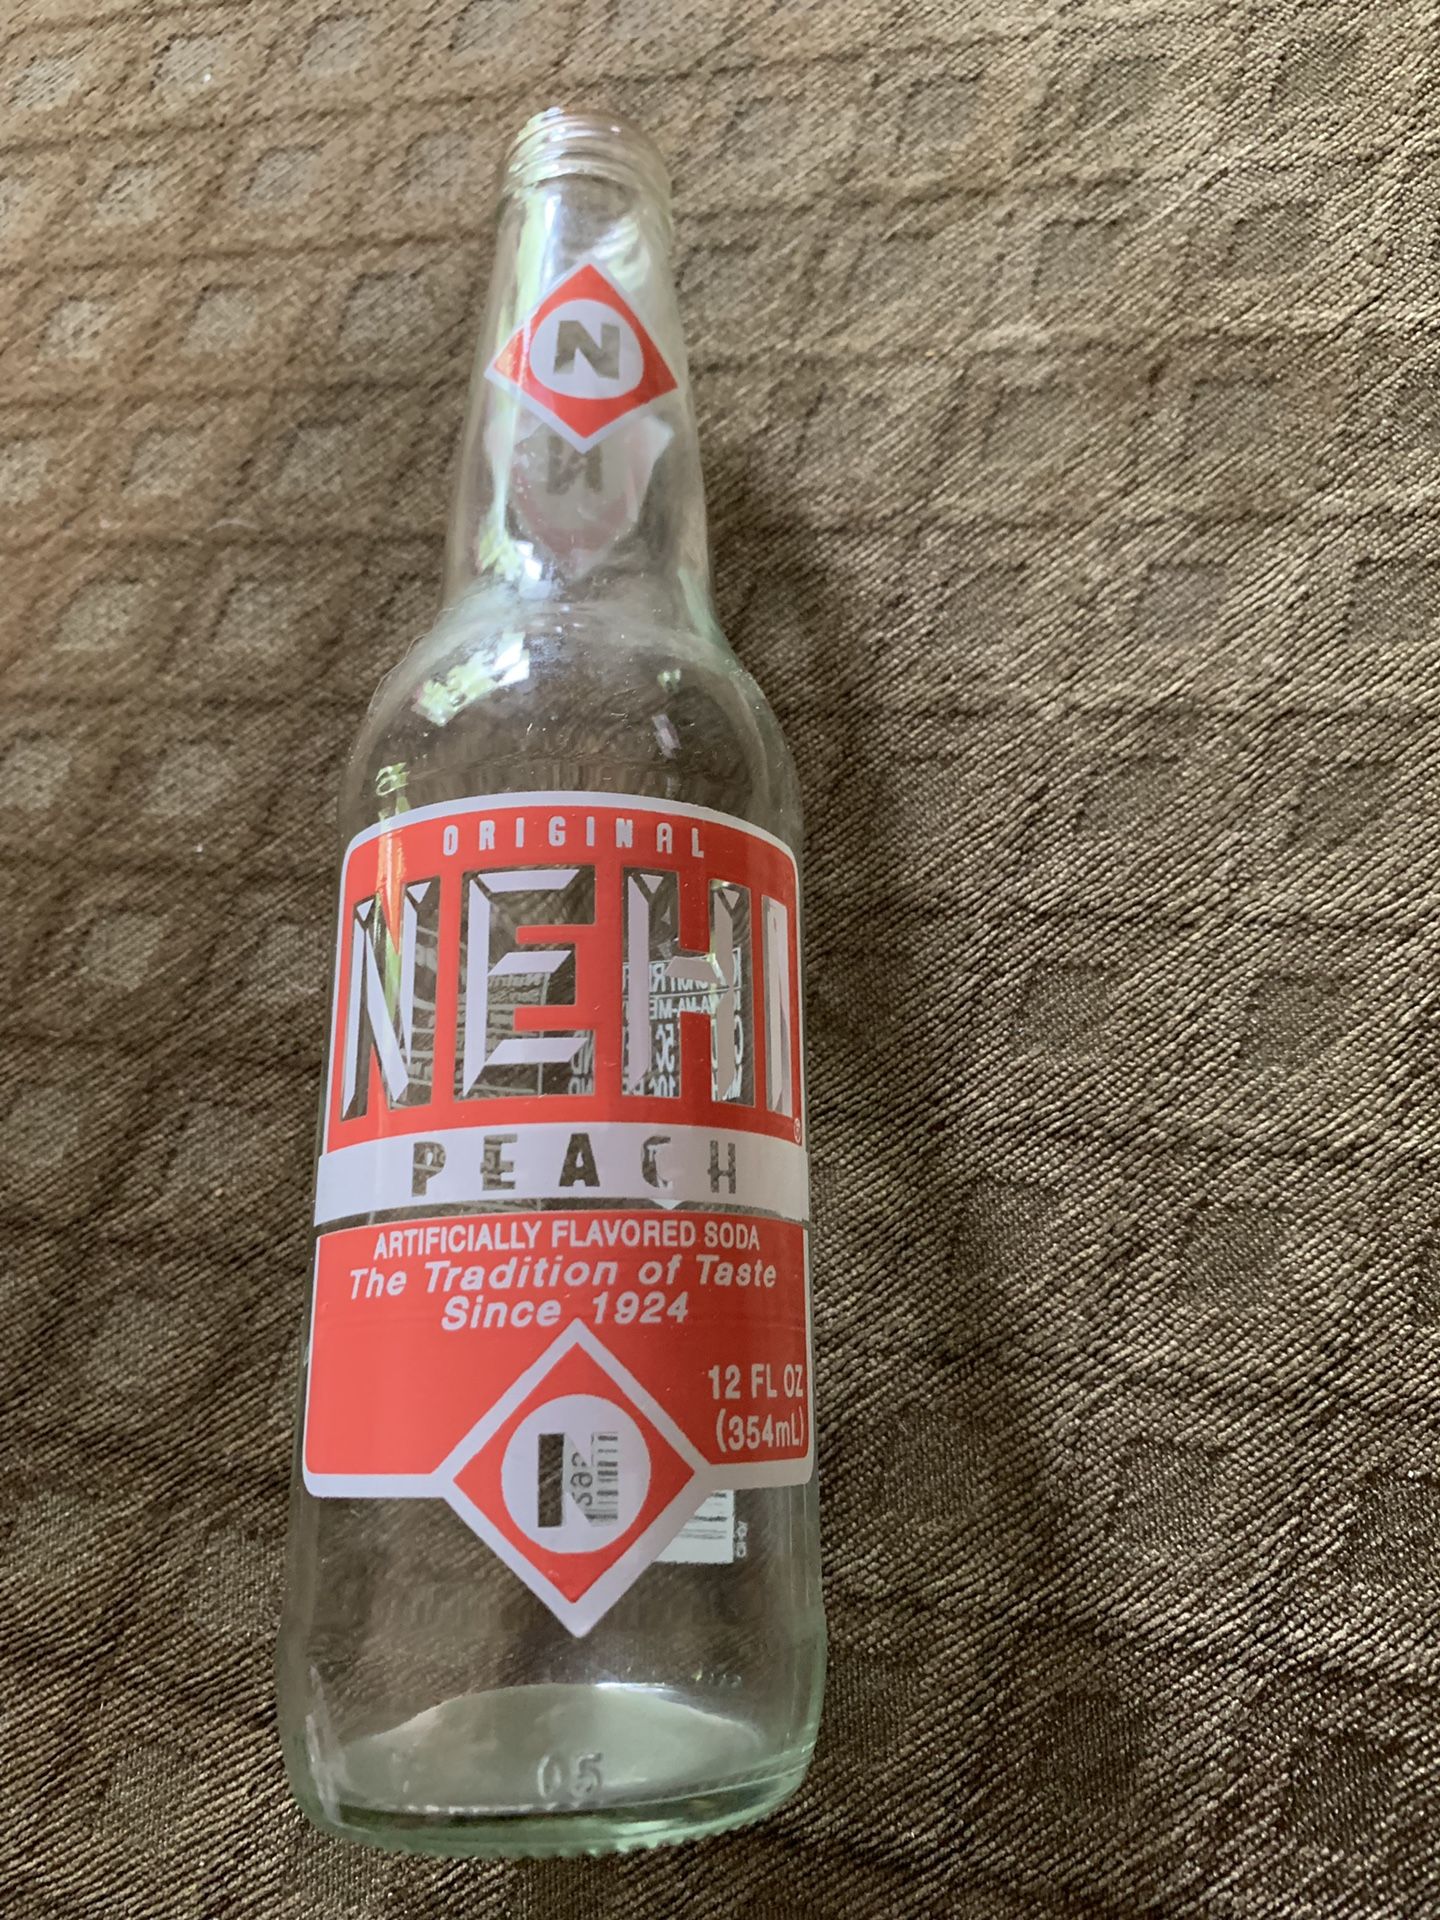 N
ORIGINAL
NEHI
PEACH
ARTIFICIALLY FLAVORED SODA
The Tradition of Taste
Since 1924
12 FL OZ
(354mL)
N
05